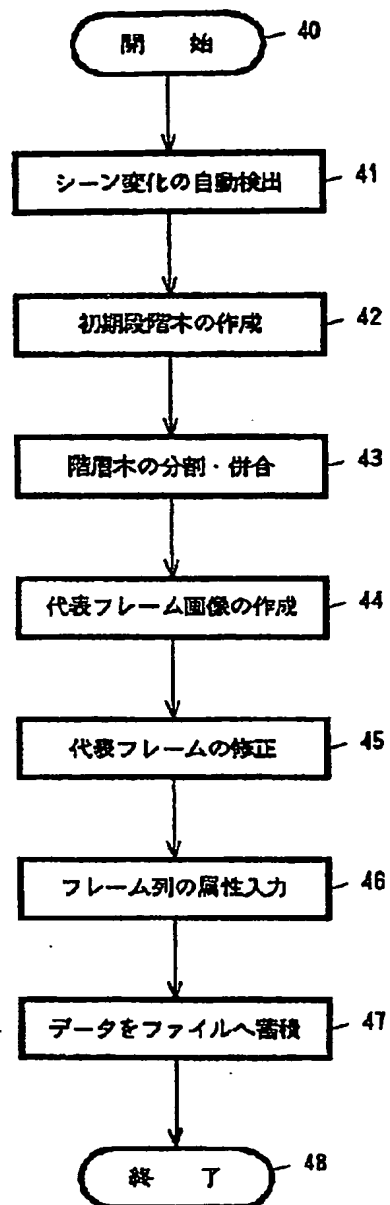 開 始
40
シーン変化の自動検出
41
初期段階木の作成
42
階層木の分割・併合
43
代表フレーム画像の作成
44
代表フレームの修正
45
フレーム列の属性入力
46
データをファイルへ蓄積
47
終 了
48